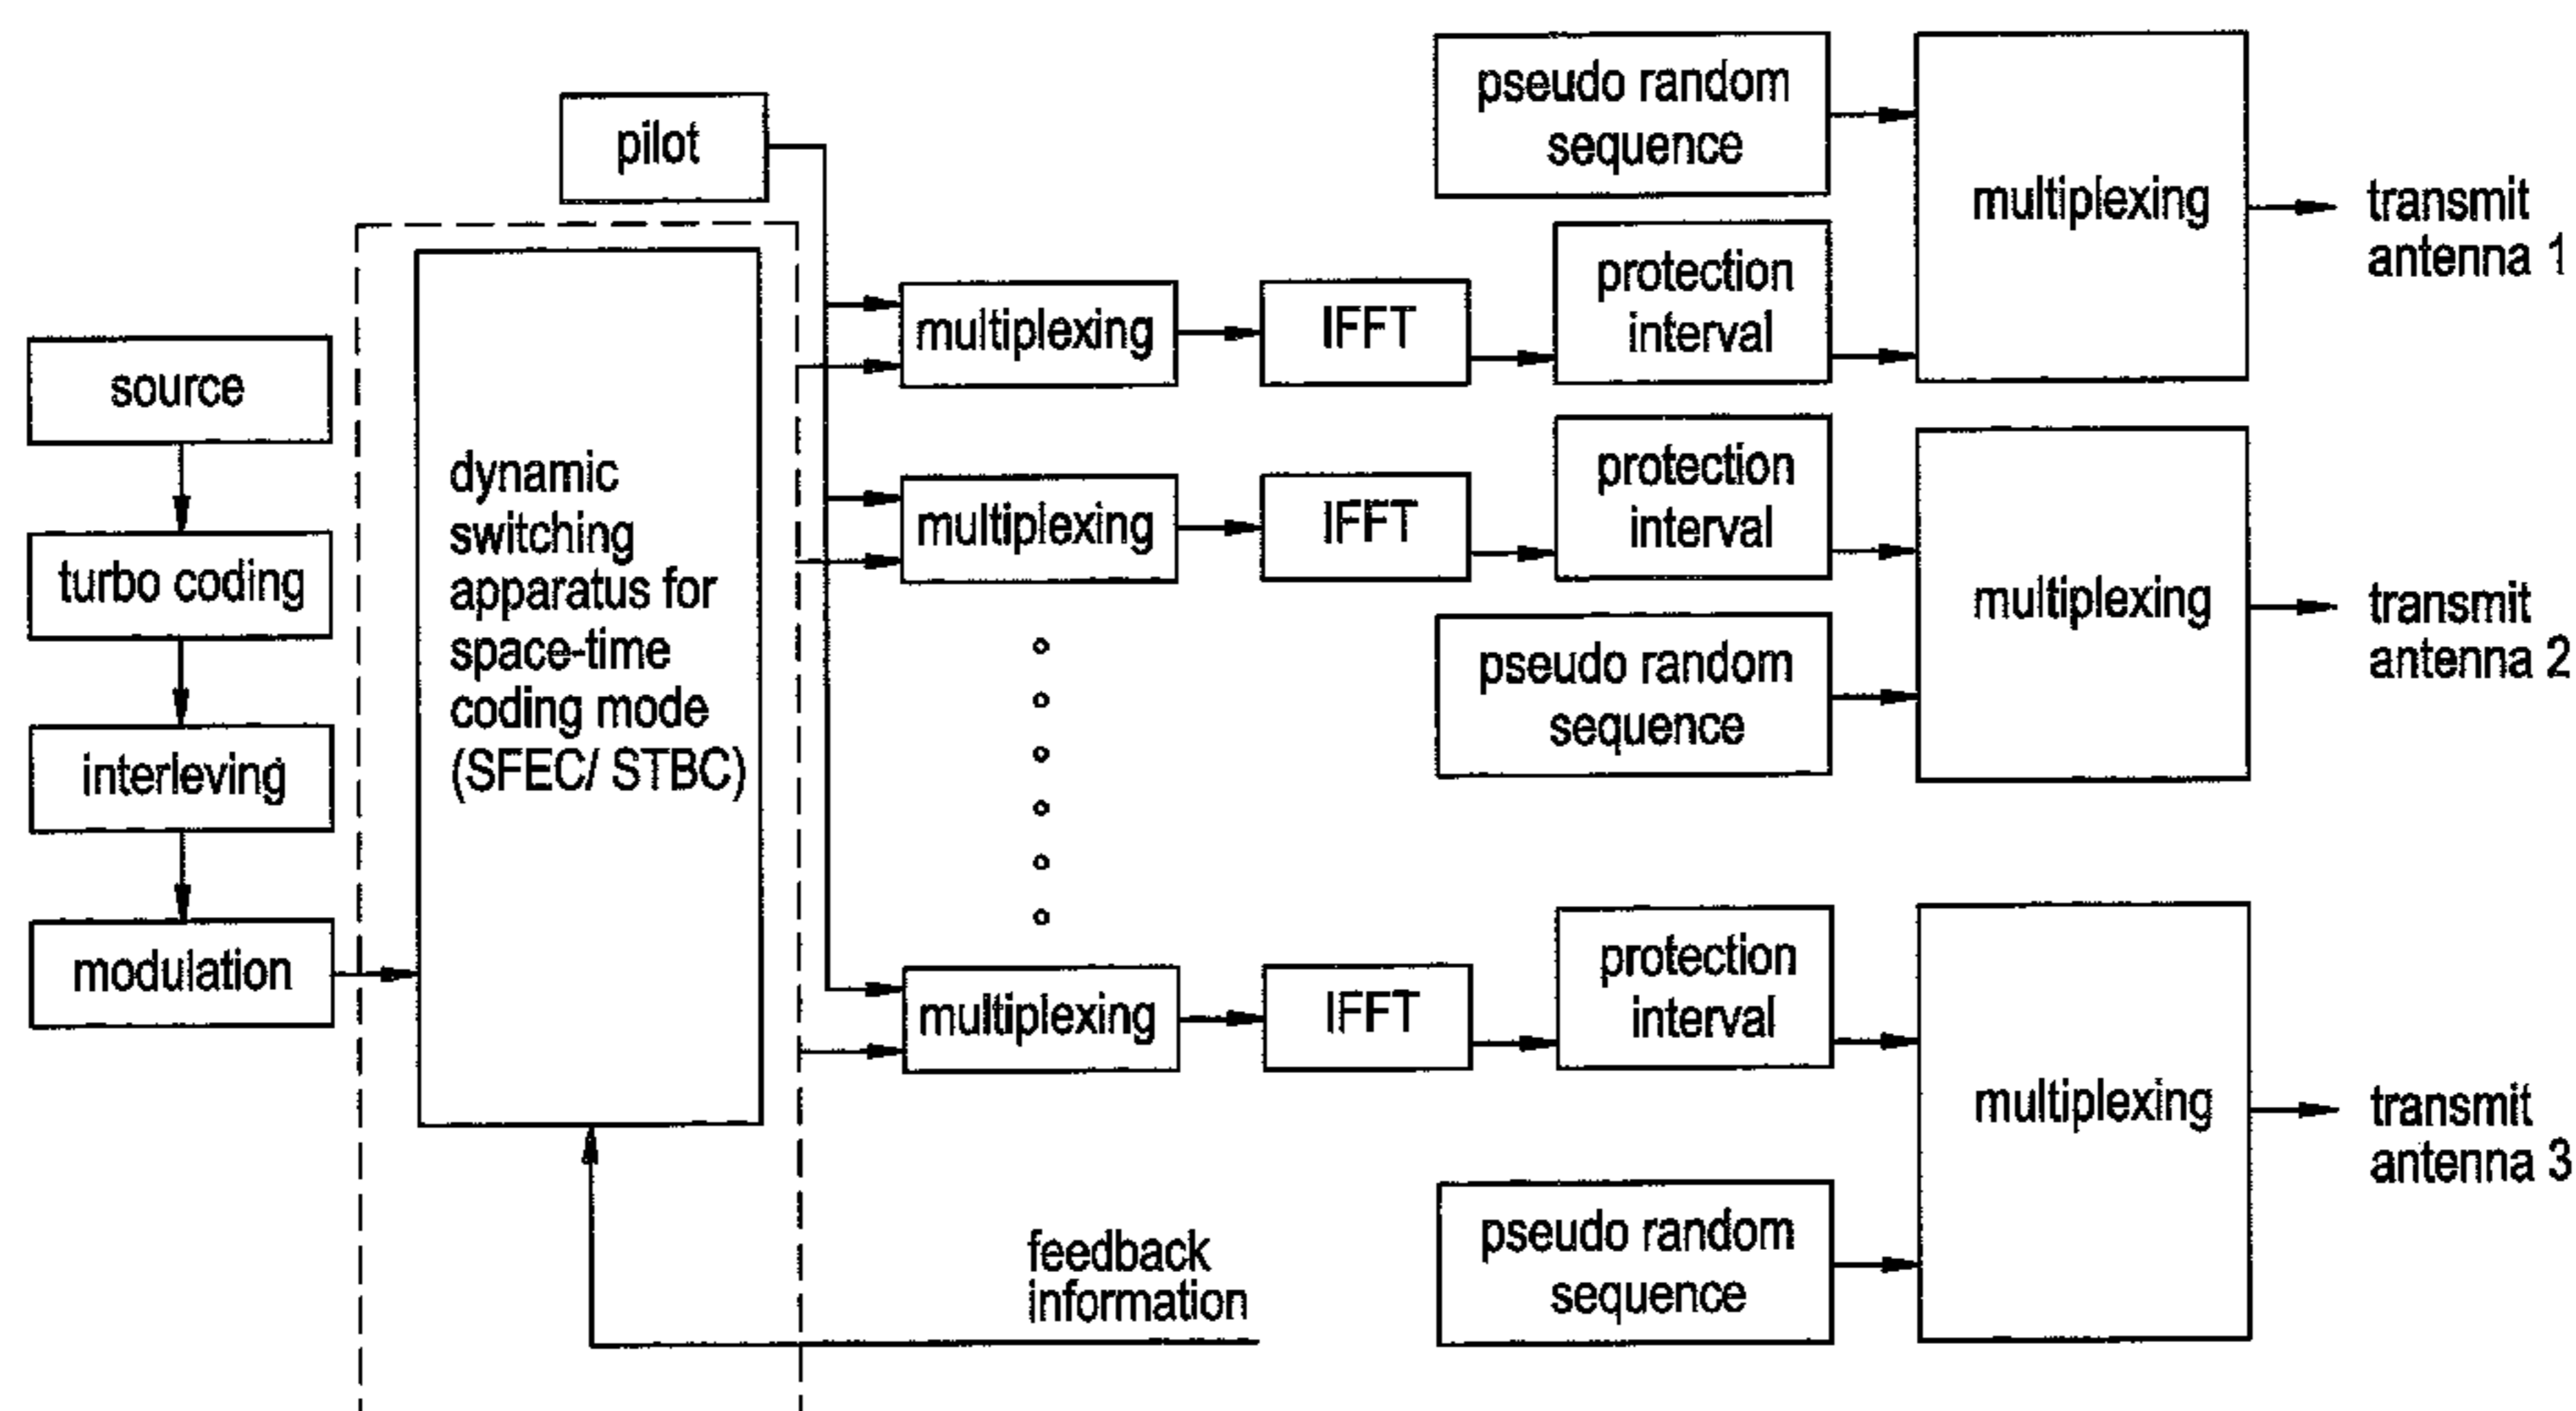 pseudo random
sequence
multiplexing
transmit
antenna 1
pilot
protection
interval
multiplexing
IFFT
source
dynamic
switching
apparatus for
space-time
coding mode
(SFEC/ STBC)
turbo coding
interleving
modulation
multiplexing
IFFT
protection
interval
multiplexing
transmit
antenna 2
pseudo random
sequence
multiplexing
IFFT
protection
interval
multiplexing
transmit
antenna 3
pseudo random
sequence
feedback
information